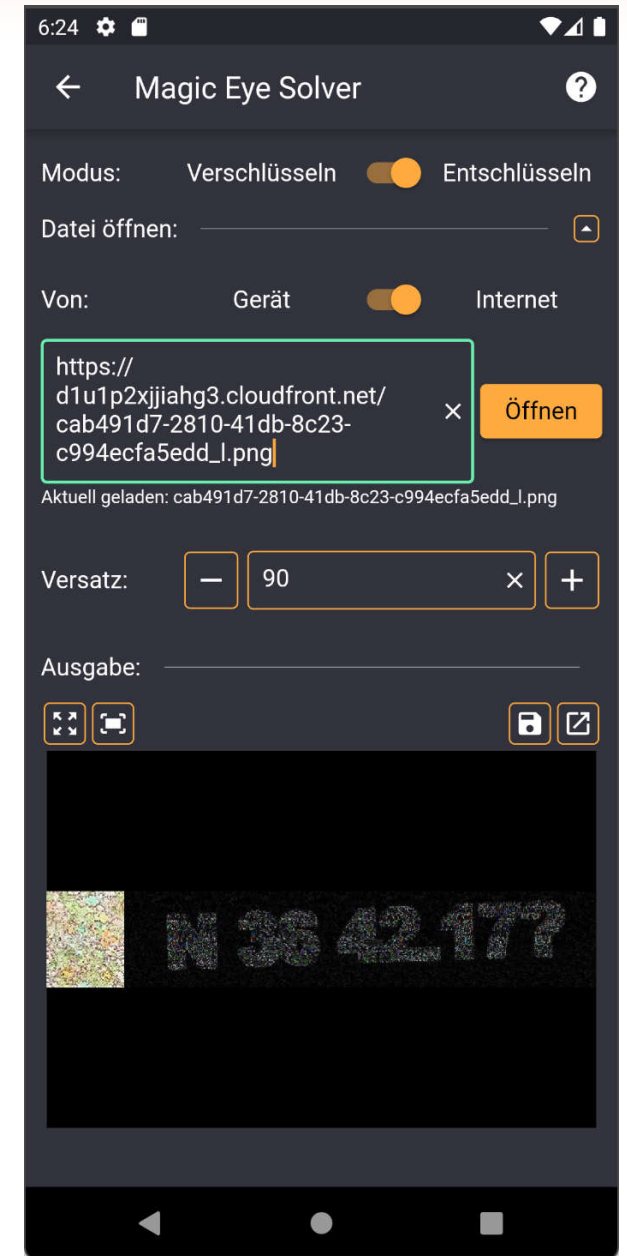 6:24
Magic Eye Solver
Modus: Verschlüsseln Entschlüsseln
Datei öffnen:
Von: Gerät Internet
https://
d1u1p2xjjiahg3.cloudfront.net/
cab491d7-2810-41db-8c23-
c994ecfa5edd_l.png
Öffnen
Aktuell geladen: cab491d7-2810-41db-8c23-c994ecfa5edd_l.png
Versatz: 90
Ausgabe:
N 36 42.17?